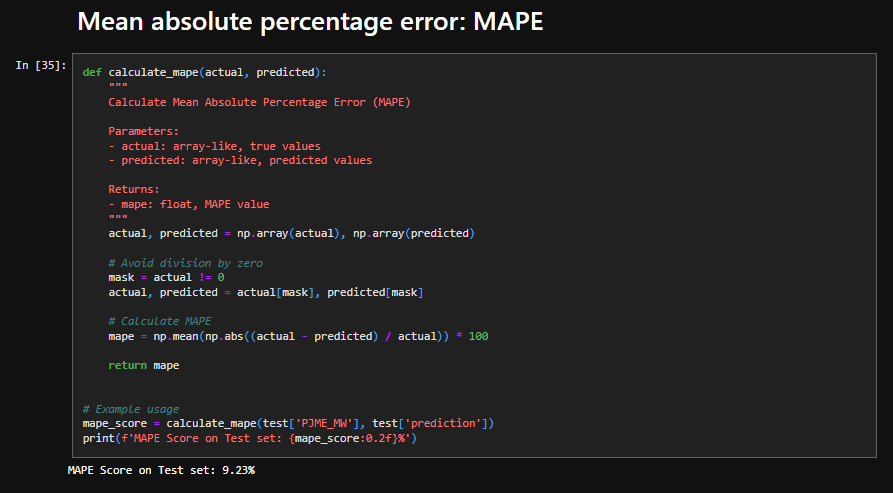 Mean absolute percentage error: MAPE
In [35]:
def calculate_mape(actual, predicted):
    """
    Calculate Mean Absolute Percentage Error (MAPE)

    Parameters:
    - actual: array-like, true values
    - predicted: array-like, predicted values

    Returns:
    - mape: float, MAPE value
    """
    actual, predicted = np.array(actual), np.array(predicted)

    # Avoid division by zero
    mask = actual != 0
    actual, predicted = actual[mask], predicted[mask]

    # Calculate MAPE
    mape = np.mean(np.abs((actual - predicted) / actual)) * 100

    return mape


# Example usage
mape_score = calculate_mape(test['PJME_MW'], test['prediction'])
print(f'MAPE Score on Test set: {mape_score:0.2f}%')
MAPE Score on Test set: 9.23%